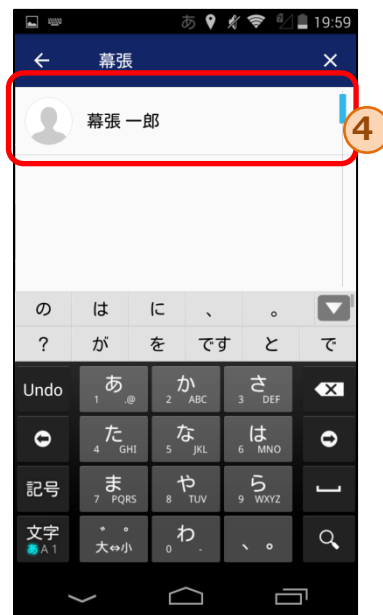 あ 19:59
幕張
幕張 一郎
4
の は に 、 。
? が を です と で
Undo あ 1 .@ か 2 ABC さ 3 DEF
た 4 GHI な 5 JKL は 6 MNO
記号 ま 7 PQRS や 8 TUV ら 9 WXYZ
文字 あA1 ゛゜大⇔小 わ 0 - 、。